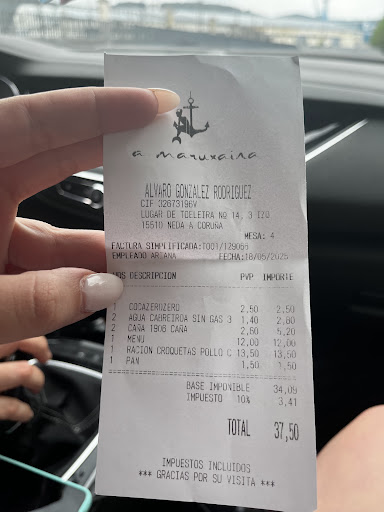 a maruxaina
ALVARO GONZALEZ RODRIGUEZ
CIF 32673196V
LUGAR DE TOELEIRA Nº 14, 3 IZQ
15510 NEDA A CORUÑA
MESA: 4
FACTURA SIMPLIFICADA:T001/129066
EMPLEADO ARIANA FECHA:18/05/2025
UDS DESCRIPCION PVP IMPORTE
1 COCAZEROZERO 2,50 2,50
2 AGUA CABREIROA SIN GAS 3 1,40 2,80
2 CAÑA 1906 CAÑA 2,60 5,20
1 MENU 12,00 12,00
1 RACION CROQUETAS POLLO C 13,50 13,50
1 PAN 1,50 1,50
BASE IMPONIBLE 34,09
IMPUESTO 10% 3,41
TOTAL 37,50
IMPUESTOS INCLUIDOS
*** GRACIAS POR SU VISITA ***